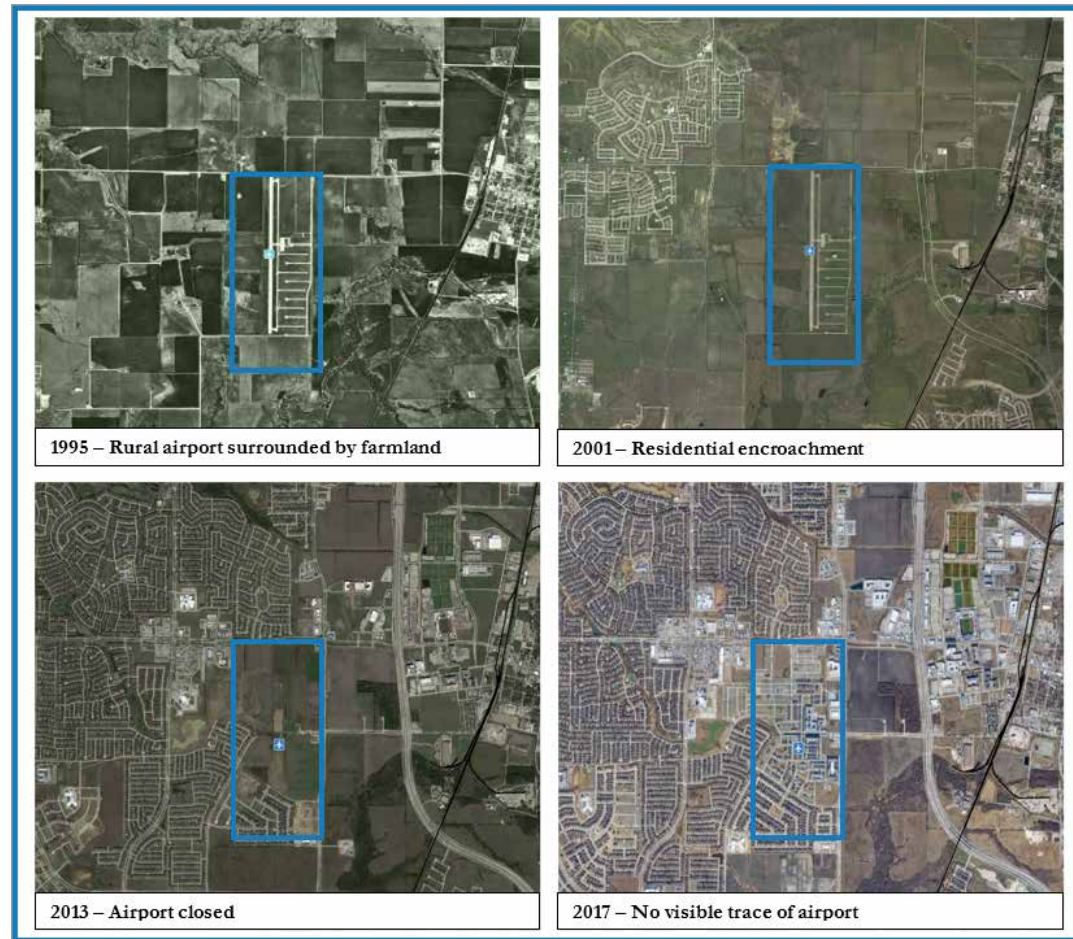 1995 – Rural airport surrounded by farmland
2001 – Residential encroachment
2013 – Airport closed
2017 – No visible trace of airport